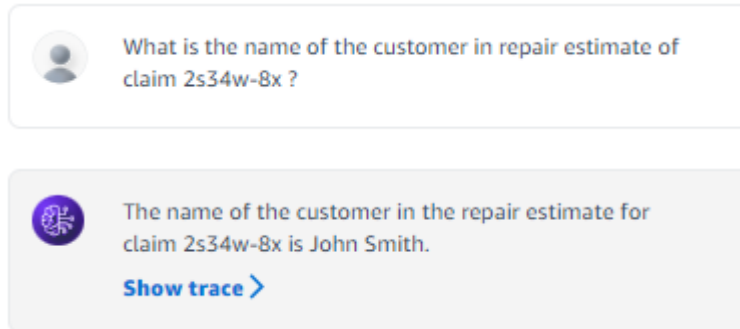 What is the name of the customer in repair estimate of
claim 2s34w-8x ?
The name of the customer in the repair estimate for
claim 2s34w-8x is John Smith.
Show trace >